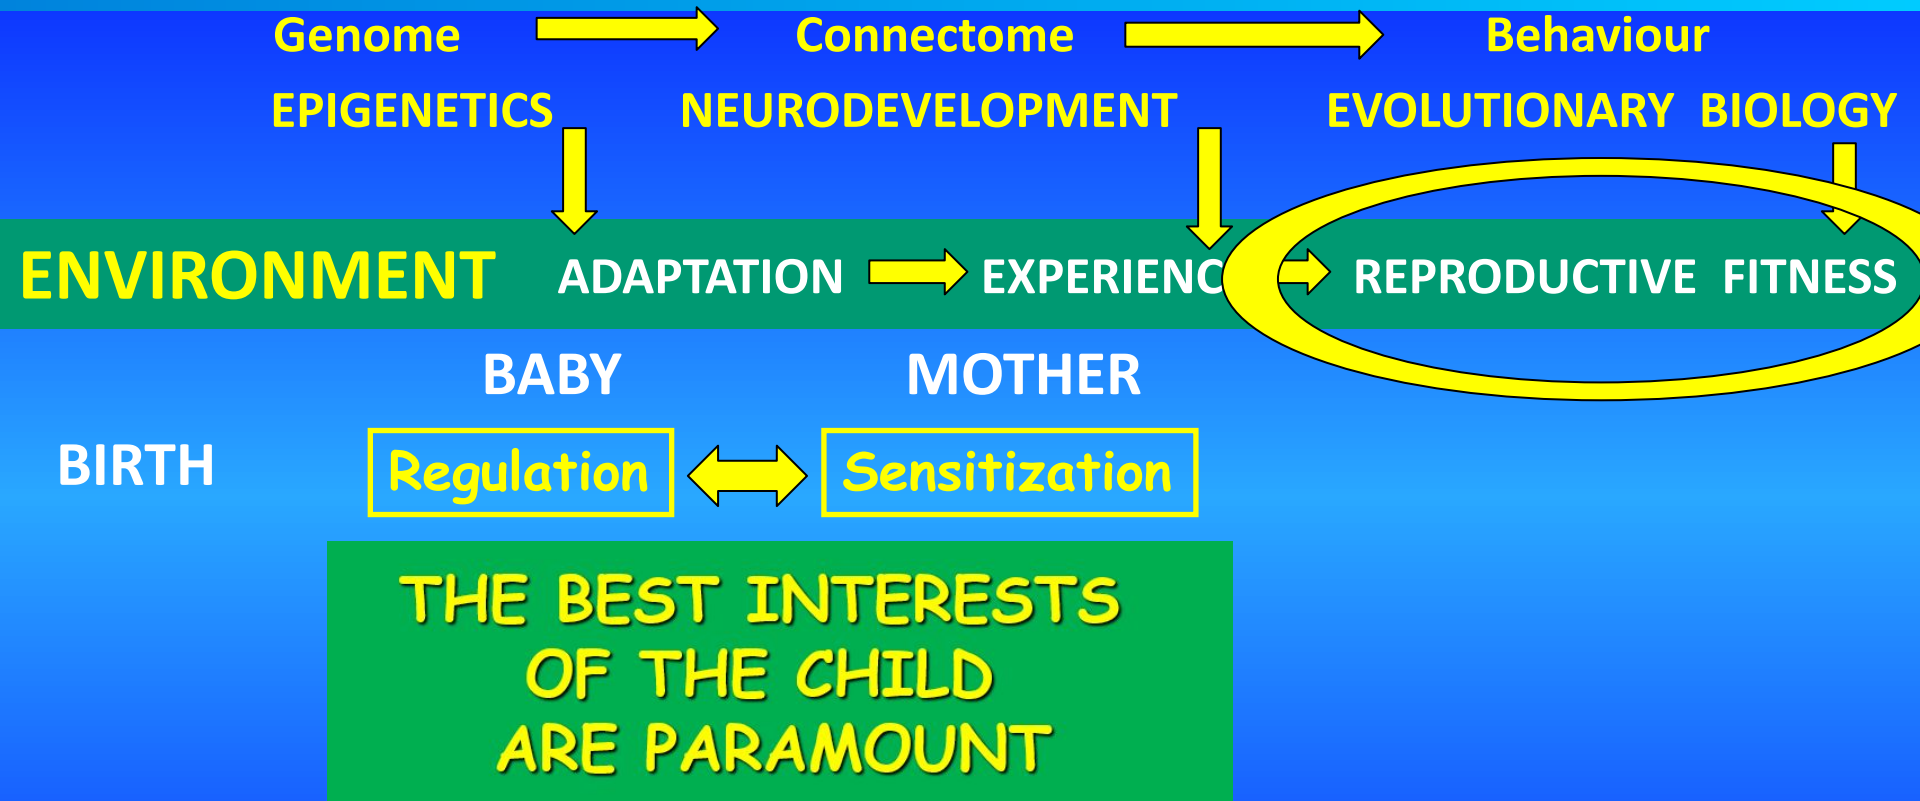 Genome Connectome Behaviour
EPIGENETICS NEURODEVELOPMENT EVOLUTIONARY BIOLOGY
ENVIRONMENT ADAPTATION EXPERIENC REPRODUCTIVE FITNESS
BABY MOTHER
BIRTH Regulation Sensitization
THE BEST INTERESTS
OF THE CHILD
ARE PARAMOUNT